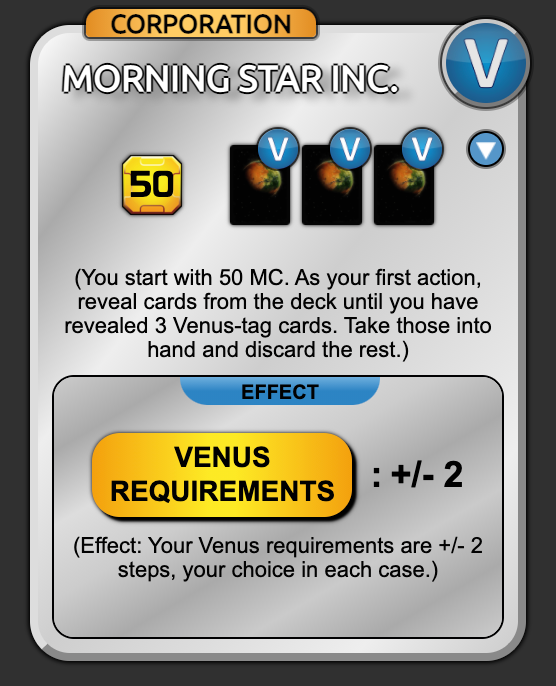 CORPORATION
MORNING STAR INC.
V
50
V V V
(You start with 50 MC. As your first action,
reveal cards from the deck until you have
revealed 3 Venus-tag cards. Take those into
hand and discard the rest.)
EFFECT
VENUS
REQUIREMENTS : +/- 2
(Effect: Your Venus requirements are +/- 2
steps, your choice in each case.)